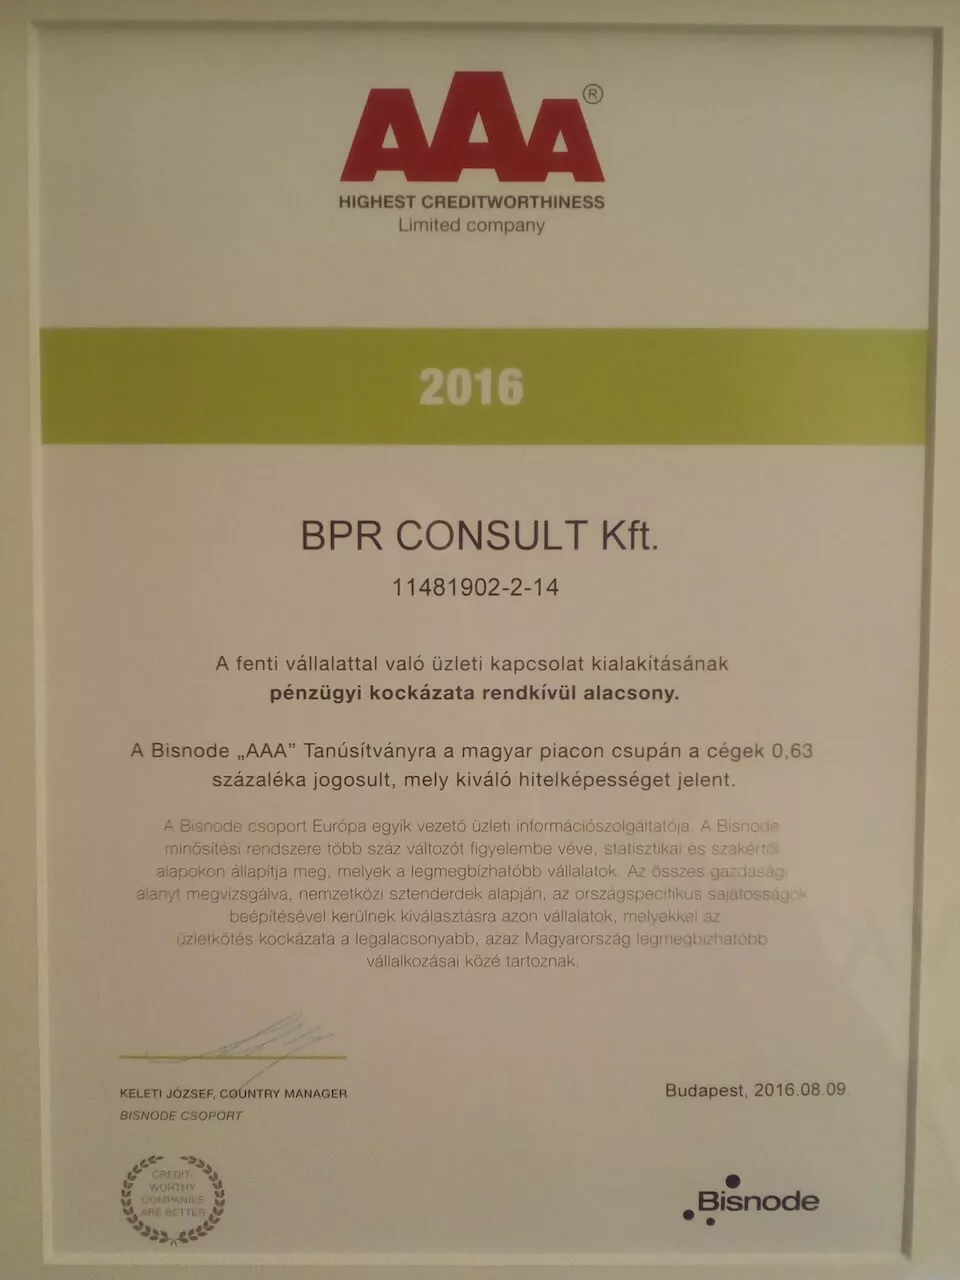 AAA®
HIGHEST CREDITWORTHINESS
Limited company
2016
BPR CONSULT Kft.
11481902-2-14
A fenti vállalattal való üzleti kapcsolat kialakításának
pénzügyi kockázata rendkívül alacsony.
A Bisnode „AAA” Tanúsítványra a magyar piacon csupán a cégek 0,63
százaléka jogosult, mely kiváló hitelképességet jelent.
A Bisnode csoport Európa egyik vezető üzleti információszolgáltatója. A Bisnode
minősítési rendszere több száz változót figyelembe véve, statisztikai és szakértői
alapokon állapítja meg, melyek a legmegbízhatóbb vállalatok. Az összes gazdasági
alanyt megvizsgálva, nemzetközi sztenderdek alapján, az országspecifikus sajátosságok
beépítésével kerülnek kiválasztásra azon vállalatok, melyekkel az
üzletkötés kockázata a legalacsonyabb, azaz Magyarország legmegbízhatóbb
vállalkozásai közé tartoznak.
KELETI JÓZSEF, COUNTRY MANAGER
BISNODE CSOPORT
Budapest, 2016.08.09
CREDIT-
WORTHY
COMPANIES
ARE BETTER
Bisnode